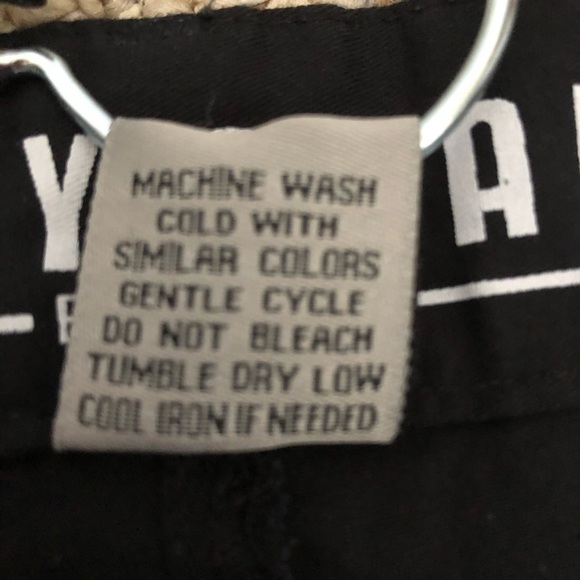 MACHINE WASH
COLD WITH
SIMILAR COLORS
GENTLE CYCLE
DO NOT BLEACH
TUMBLE DRY LOW
COOL IRON IF NEEDED
Y
A